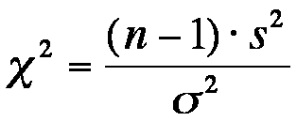 χ² = (n − 1) · s² / σ²